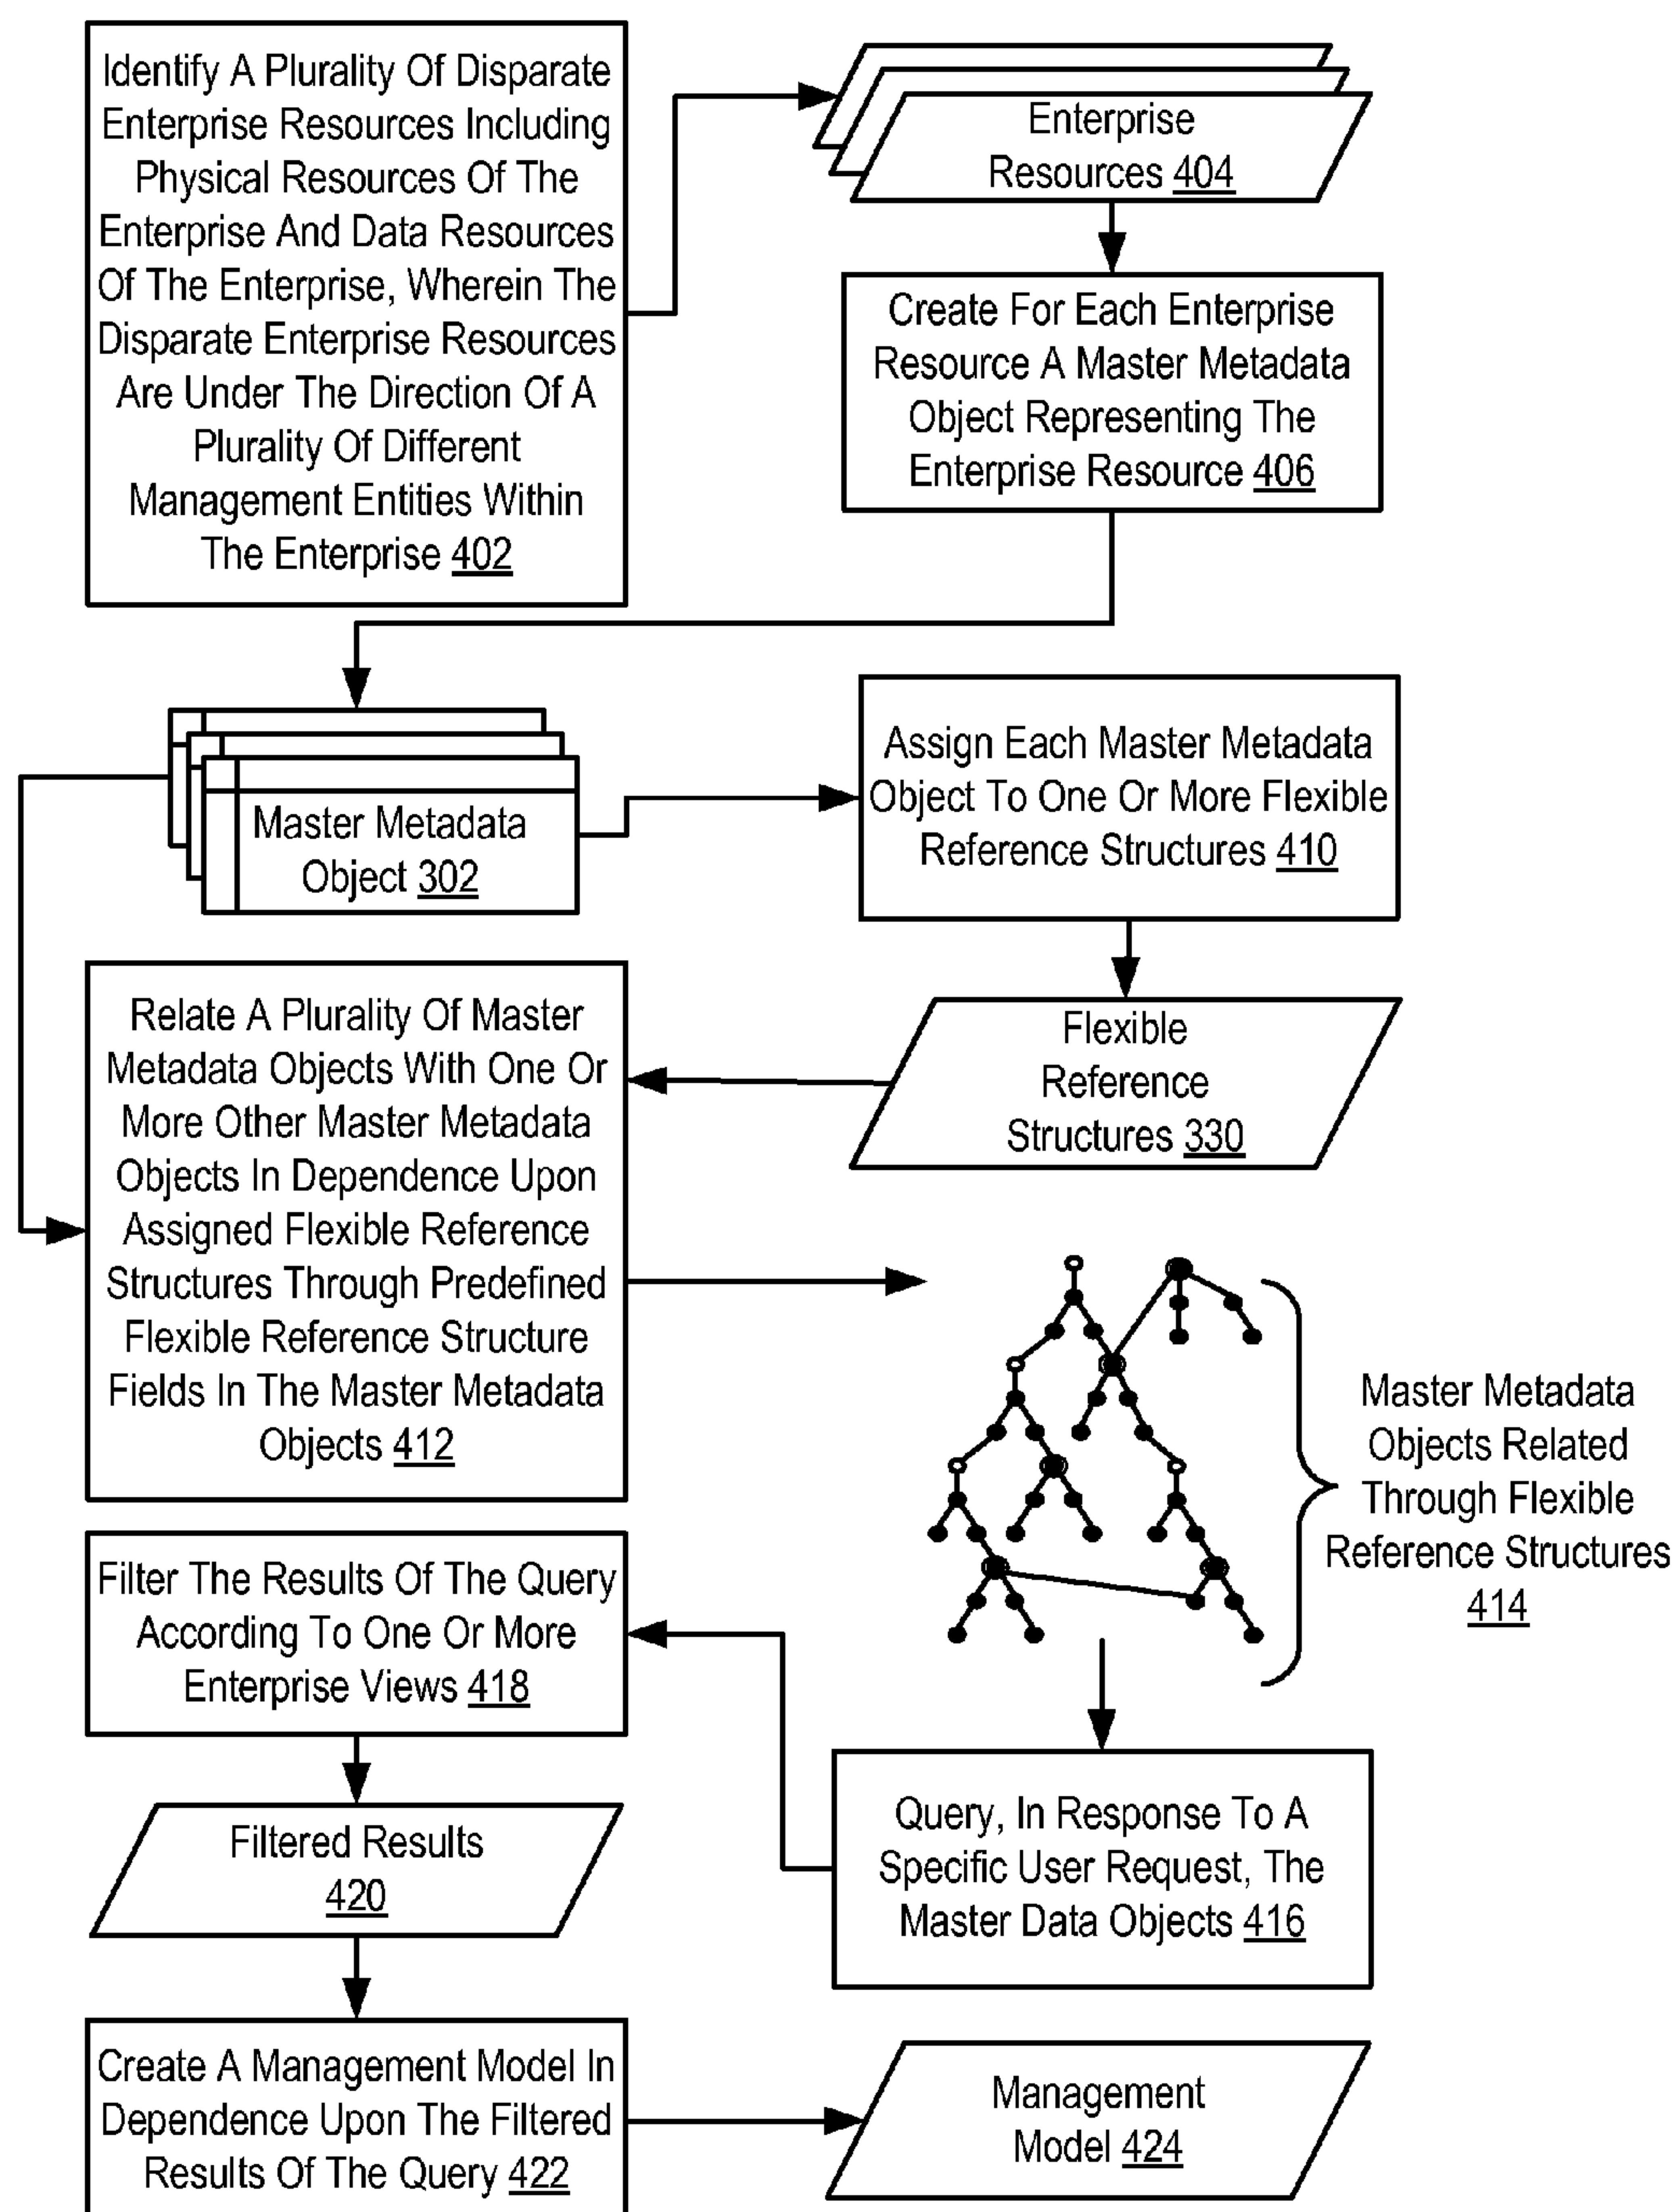 Identify A Plurality Of Disparate
Enterprise Resources Including
Physical Resources Of The
Enterprise And Data Resources
Of The Enterprise, Wherein The
Disparate Enterprise Resources
Are Under The Direction Of A
Plurality Of Different
Management Entities Within
The Enterprise 402
Enterprise
Resources 404
Create For Each Enterprise
Resource A Master Metadata
Object Representing The
Enterprise Resource 406
Master Metadata
Object 302
Assign Each Master Metadata
Object To One Or More Flexible
Reference Structures 410
Flexible
Reference
Structures 330
Relate A Plurality Of Master
Metadata Objects With One Or
More Other Master Metadata
Objects In Dependence Upon
Assigned Flexible Reference
Structures Through Predefined
Flexible Reference Structure
Fields In The Master Metadata
Objects 412
Master Metadata
Objects Related
Through Flexible
Reference Structures
414
Query, In Response To A
Specific User Request, The
Master Data Objects 416
Filter The Results Of The Query
According To One Or More
Enterprise Views 418
Filtered Results
420
Create A Management Model In
Dependence Upon The Filtered
Results Of The Query 422
Management
Model 424